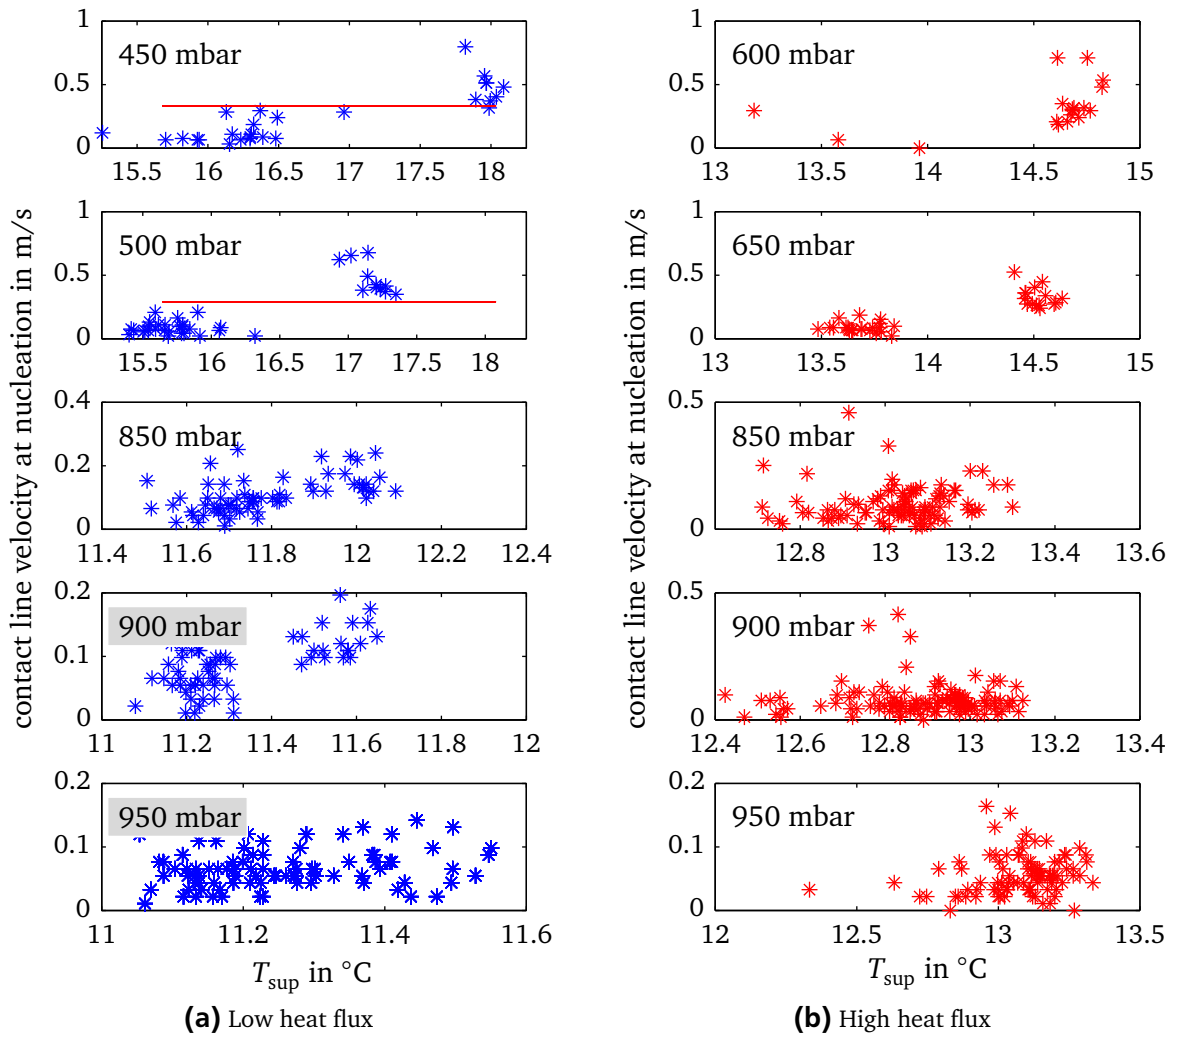 1
450 mbar
0.5
0
15.5 16 16.5 17 17.5 18
1
500 mbar
0.5
0
15.5 16 16.5 17 17.5 18
0.4
850 mbar
0.2
0
11.4 11.6 11.8 12 12.2 12.4
0.2
900 mbar
0.1
0
11 11.2 11.4 11.6 11.8 12
0.2
950 mbar
0.1
0
11 11.2 11.4 11.6
contact line velocity at nucleation in m/s
T_sup in °C
(a) Low heat flux
1
600 mbar
0.5
0
13 13.5 14 14.5 15
1
650 mbar
0.5
0
13 13.5 14 14.5 15
0.5
850 mbar
0
12.8 13 13.2 13.4 13.6
0.5
900 mbar
0
12.4 12.6 12.8 13 13.2 13.4
0.2
950 mbar
0.1
0
12 12.5 13 13.5
contact line velocity at nucleation in m/s
T_sup in °C
(b) High heat flux